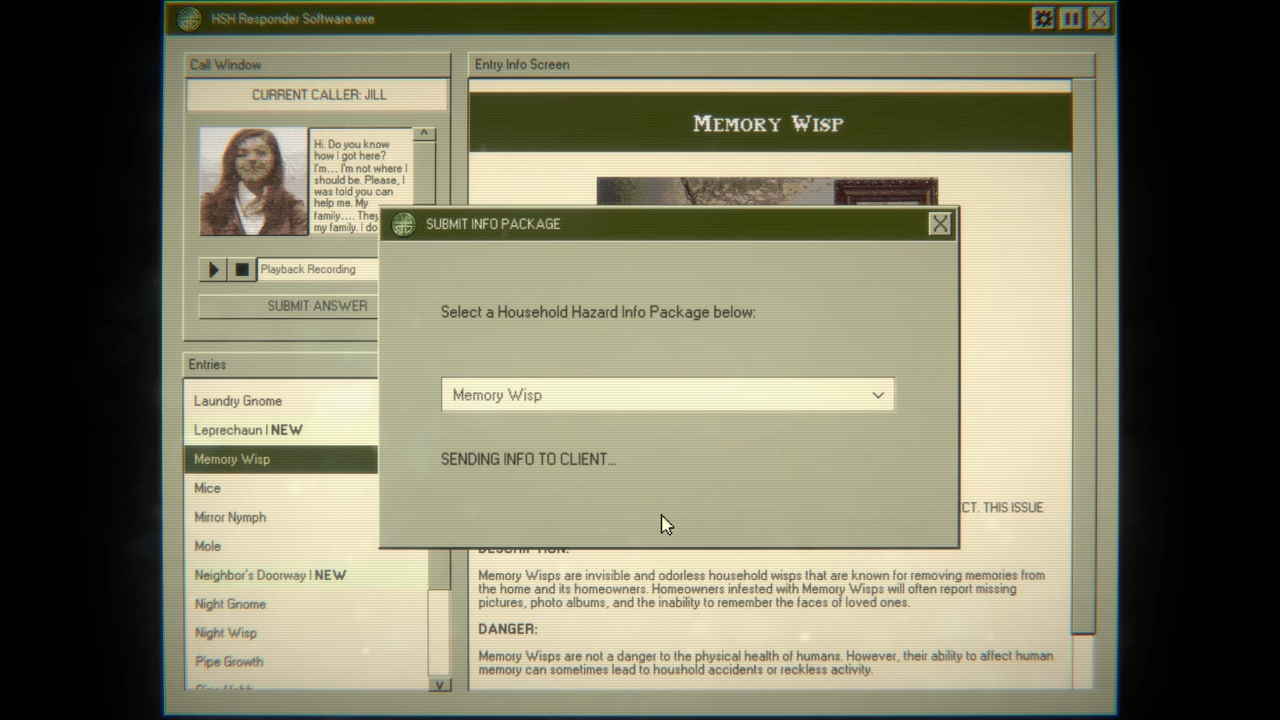 HSH Responder Software.exe
Call Window
CURRENT CALLER: JILL
Hi. Do you know
how I got here?
I'm... I'm not where I
should be. Please, I
was told you can
help me. My
family.... They
my family. I do
Playback Recording
SUBMIT ANSWER
Entries
Laundry Gnome
Leprechaun | NEW
Memory Wisp
Mice
Mirror Nymph
Mole
Neighbor's Doorway | NEW
Night Gnome
Night Wisp
Pipe Growth
Entry Info Screen
MEMORY WISP
SUBMIT INFO PACKAGE
Select a Household Hazard Info Package below:
Memory Wisp
SENDING INFO TO CLIENT...
CT. THIS ISSUE
DESCRIPTION:
Memory Wisps are invisible and odorless household wisps that are known for removing memories from
the home and its homeowners. Homeowners infested with Memory Wisps will often report missing
pictures, photo albums, and the inability to remember the faces of loved ones.
DANGER:
Memory Wisps are not a danger to the physical health of humans. However, their ability to affect human
memory can sometimes lead to houshold accidents or reckless activity.